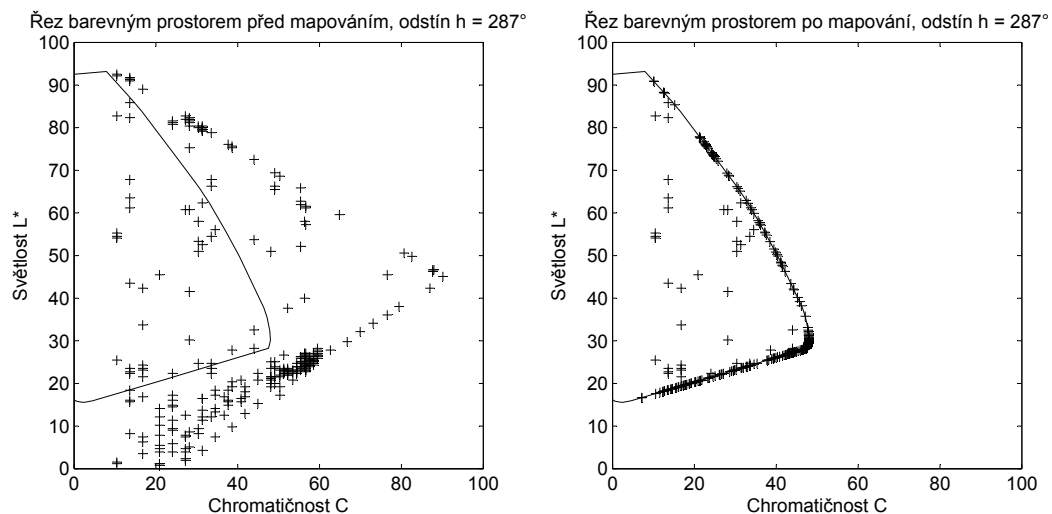 Řez barevným prostorem před mapováním, odstín h = 287°
100
90
80
70
60
50
40
30
20
10
0
Světlost L*
0 20 40 60 80 100
Chromatičnost C
Řez barevným prostorem po mapování, odstín h = 287°
100
90
80
70
60
50
40
30
20
10
0
Světlost L*
0 20 40 60 80 100
Chromatičnost C